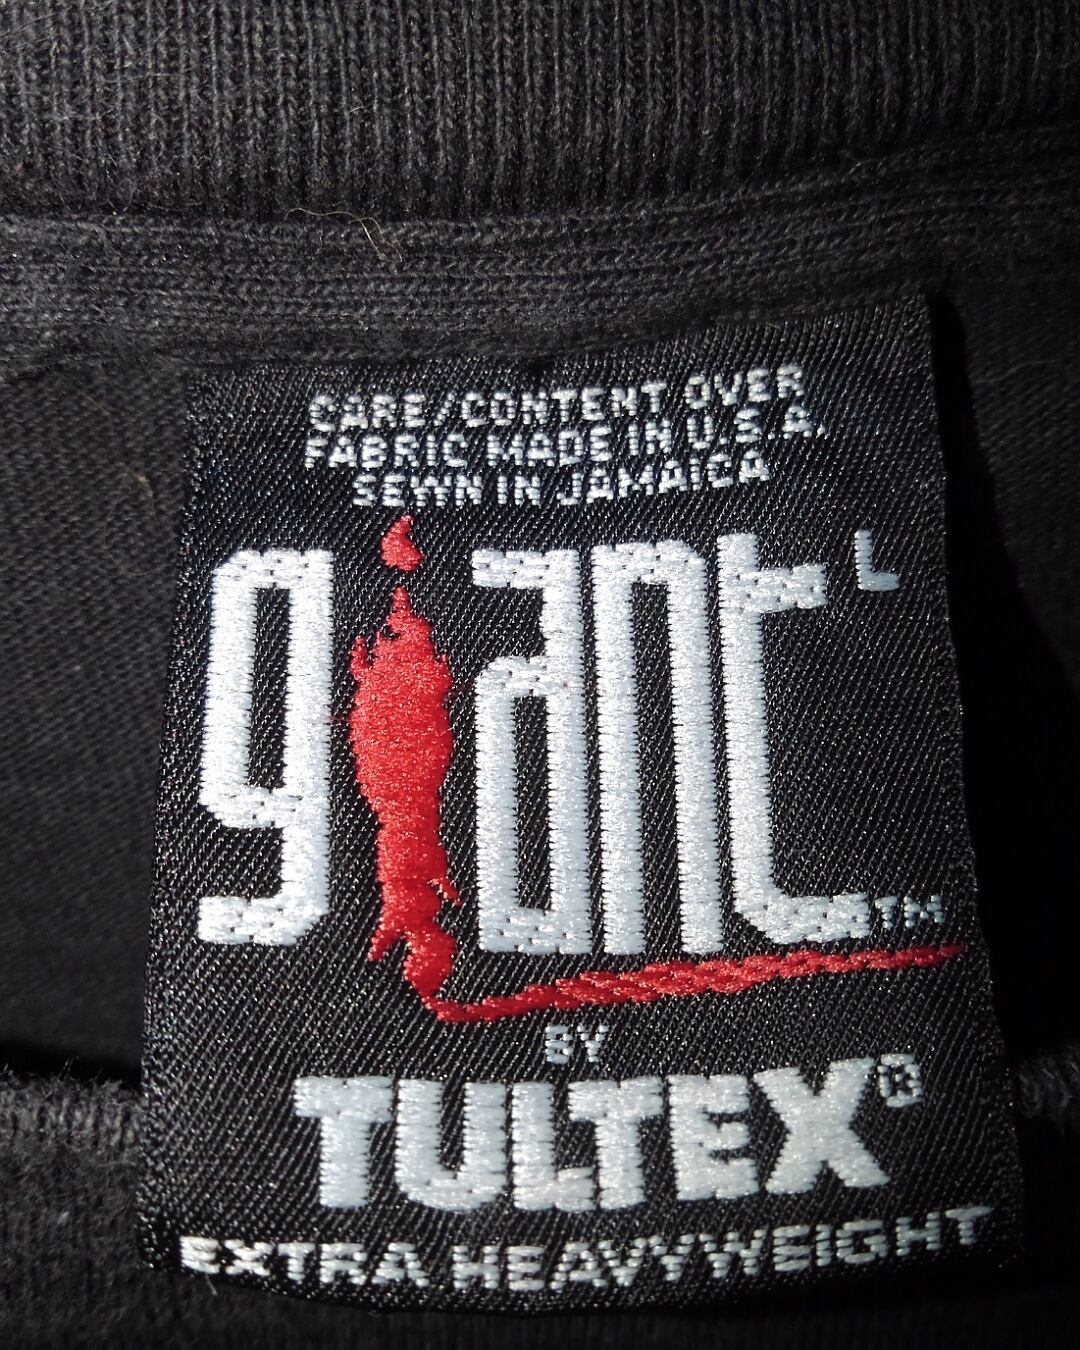 CARE/CONTENT OVER
FABRIC MADE IN U.S.A.
SEWN IN JAMAICA
giant L
TM
BY
TULTEX®
EXTRA HEAVYWEIGHT